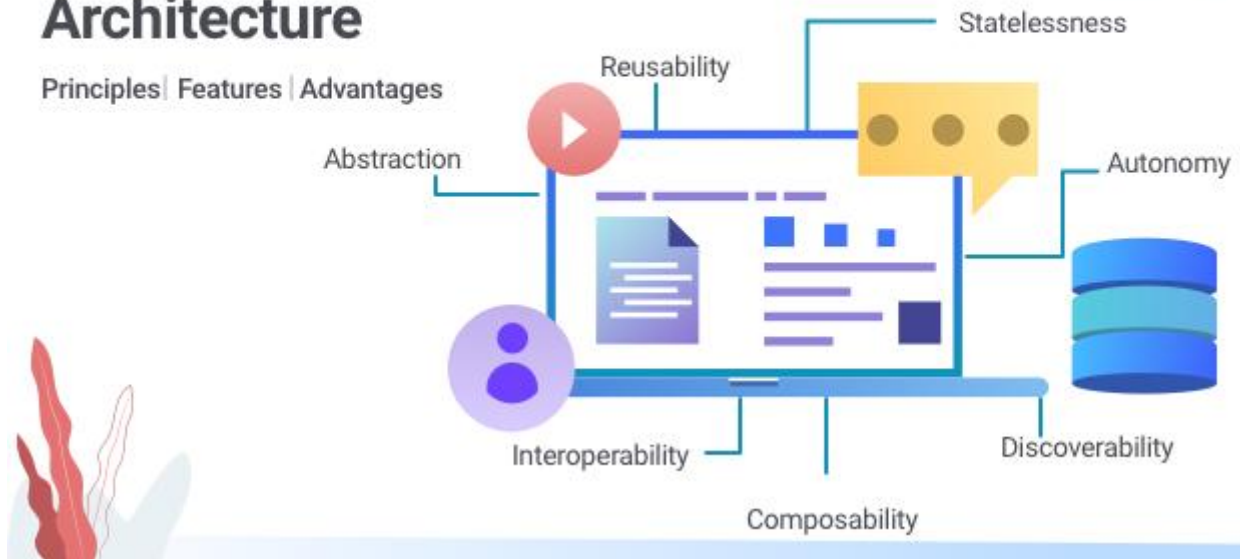 Architecture
Principles| Features | Advantages
Statelessness
Reusability
Abstraction
Autonomy
Interoperability
Discoverability
Composability